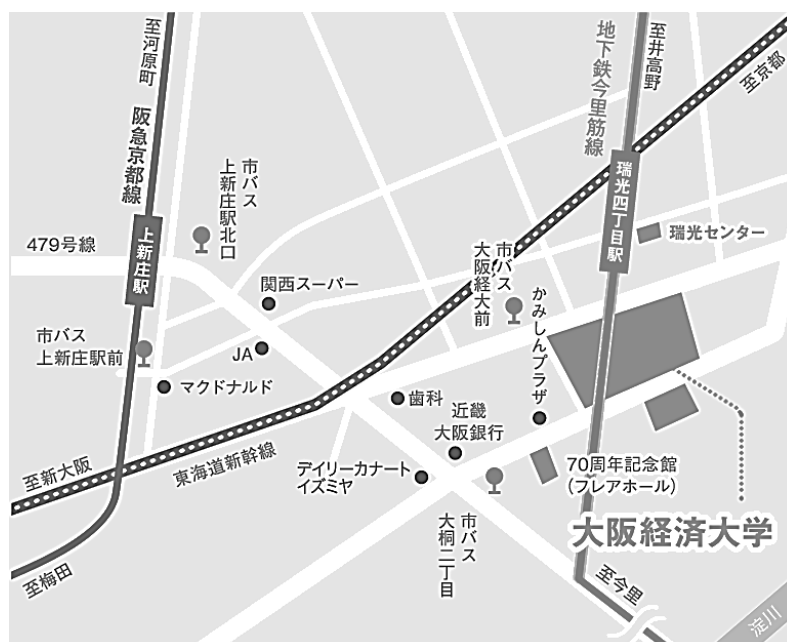 至河原町
阪急京都線
市バス
上新庄駅北口
地下鉄今里筋線
至井高野
至京都
479号線
上新庄駅
瑞光四丁目駅
瑞光センター
関西スーパー
市バス
大阪経大前
かみしんプラザ
市バス
上新庄駅前
JA
マクドナルド
歯科
近畿
大阪銀行
至新大阪
東海道新幹線
デイリーカナート
イズミヤ
70周年記念館
(フレアホール)
市バス
大桐二丁目
大阪経済大学
至梅田
至今里
淀川